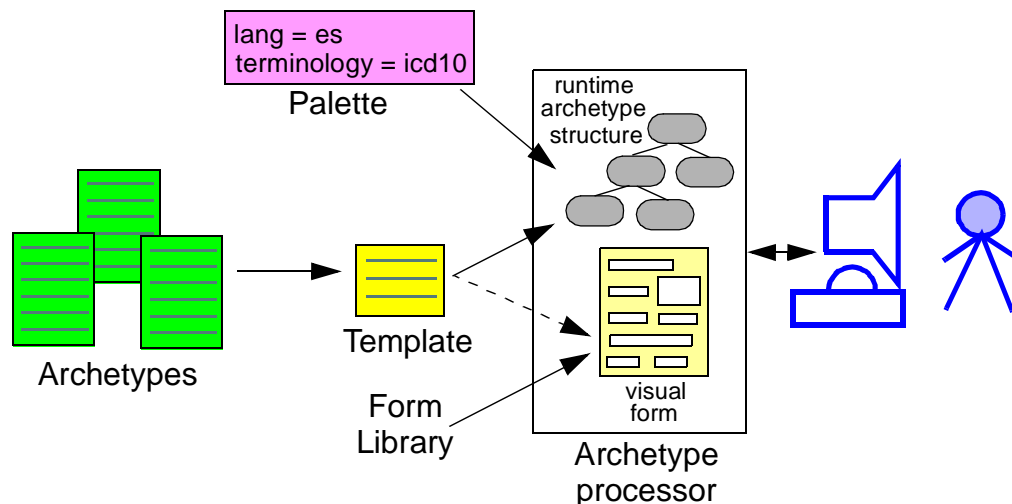 lang = es
terminology = icd10
Palette
runtime
archetype
structure
Archetypes
Template
Form
Library
visual
form
Archetype
processor